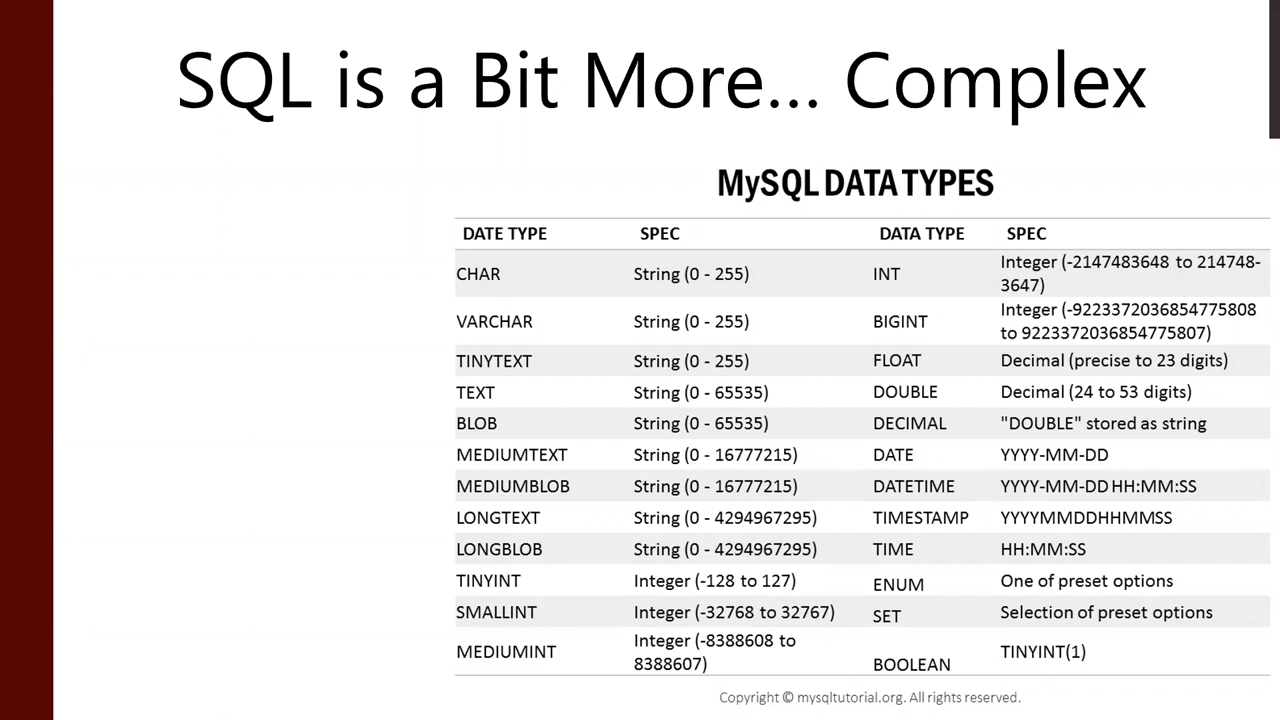 SQL is a Bit More... Complex
MySQL DATA TYPES
DATE TYPE SPEC DATA TYPE SPEC
CHAR String (0 - 255) INT Integer (-2147483648 to 214748-
3647)
VARCHAR String (0 - 255) BIGINT Integer (-9223372036854775808
to 9223372036854775807)
TINYTEXT String (0 - 255) FLOAT Decimal (precise to 23 digits)
TEXT String (0 - 65535) DOUBLE Decimal (24 to 53 digits)
BLOB String (0 - 65535) DECIMAL "DOUBLE" stored as string
MEDIUMTEXT String (0 - 16777215) DATE YYYY-MM-DD
MEDIUMBLOB String (0 - 16777215) DATETIME YYYY-MM-DD HH:MM:SS
LONGTEXT String (0 - 4294967295) TIMESTAMP YYYYMMDDHHMMSS
LONGBLOB String (0 - 4294967295) TIME HH:MM:SS
TINYINT Integer (-128 to 127) ENUM One of preset options
SMALLINT Integer (-32768 to 32767) SET Selection of preset options
MEDIUMINT Integer (-8388608 to
8388607) BOOLEAN TINYINT(1)
Copyright © mysqltutorial.org. All rights reserved.